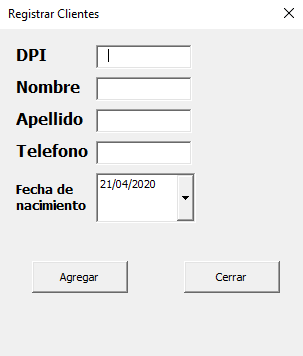 Registrar Clientes
DPI
Nombre
Apellido
Telefono
Fecha de
nacimiento
21/04/2020
Agregar
Cerrar